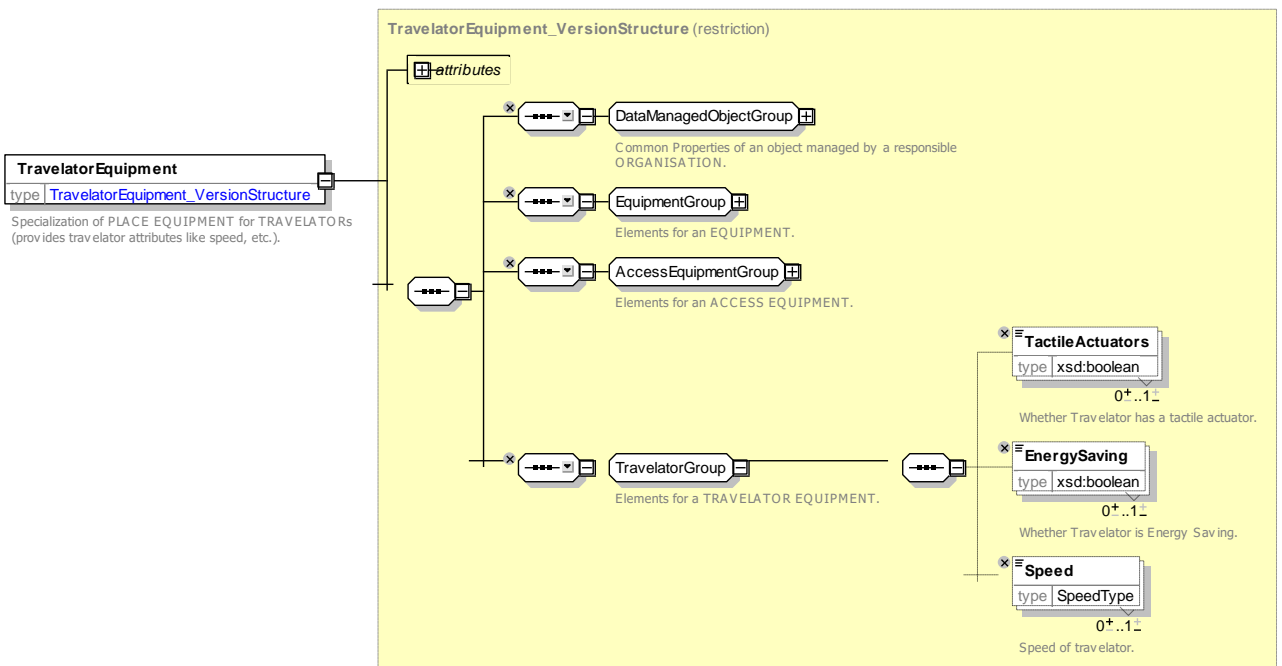 TravelatorEquipment_VersionStructure (restriction)
attributes
DataManagedObjectGroup
Common Properties of an object managed by a responsible
ORGANISATION.
TravelatorEquipment
type TravelatorEquipment_VersionStructure
Specialization of PLACE EQUIPMENT for TRAVELATORs
(provides travelator attributes like speed, etc.).
EquipmentGroup
Elements for an EQUIPMENT.
AccessEquipmentGroup
Elements for an ACCESS EQUIPMENT.
TravelatorGroup
Elements for a TRAVELATOR EQUIPMENT.
TactileActuators
type xsd:boolean
0..1
Whether Travelator has a tactile actuator.
EnergySaving
type xsd:boolean
0..1
Whether Travelator is Energy Saving.
Speed
type SpeedType
0..1
Speed of travelator.